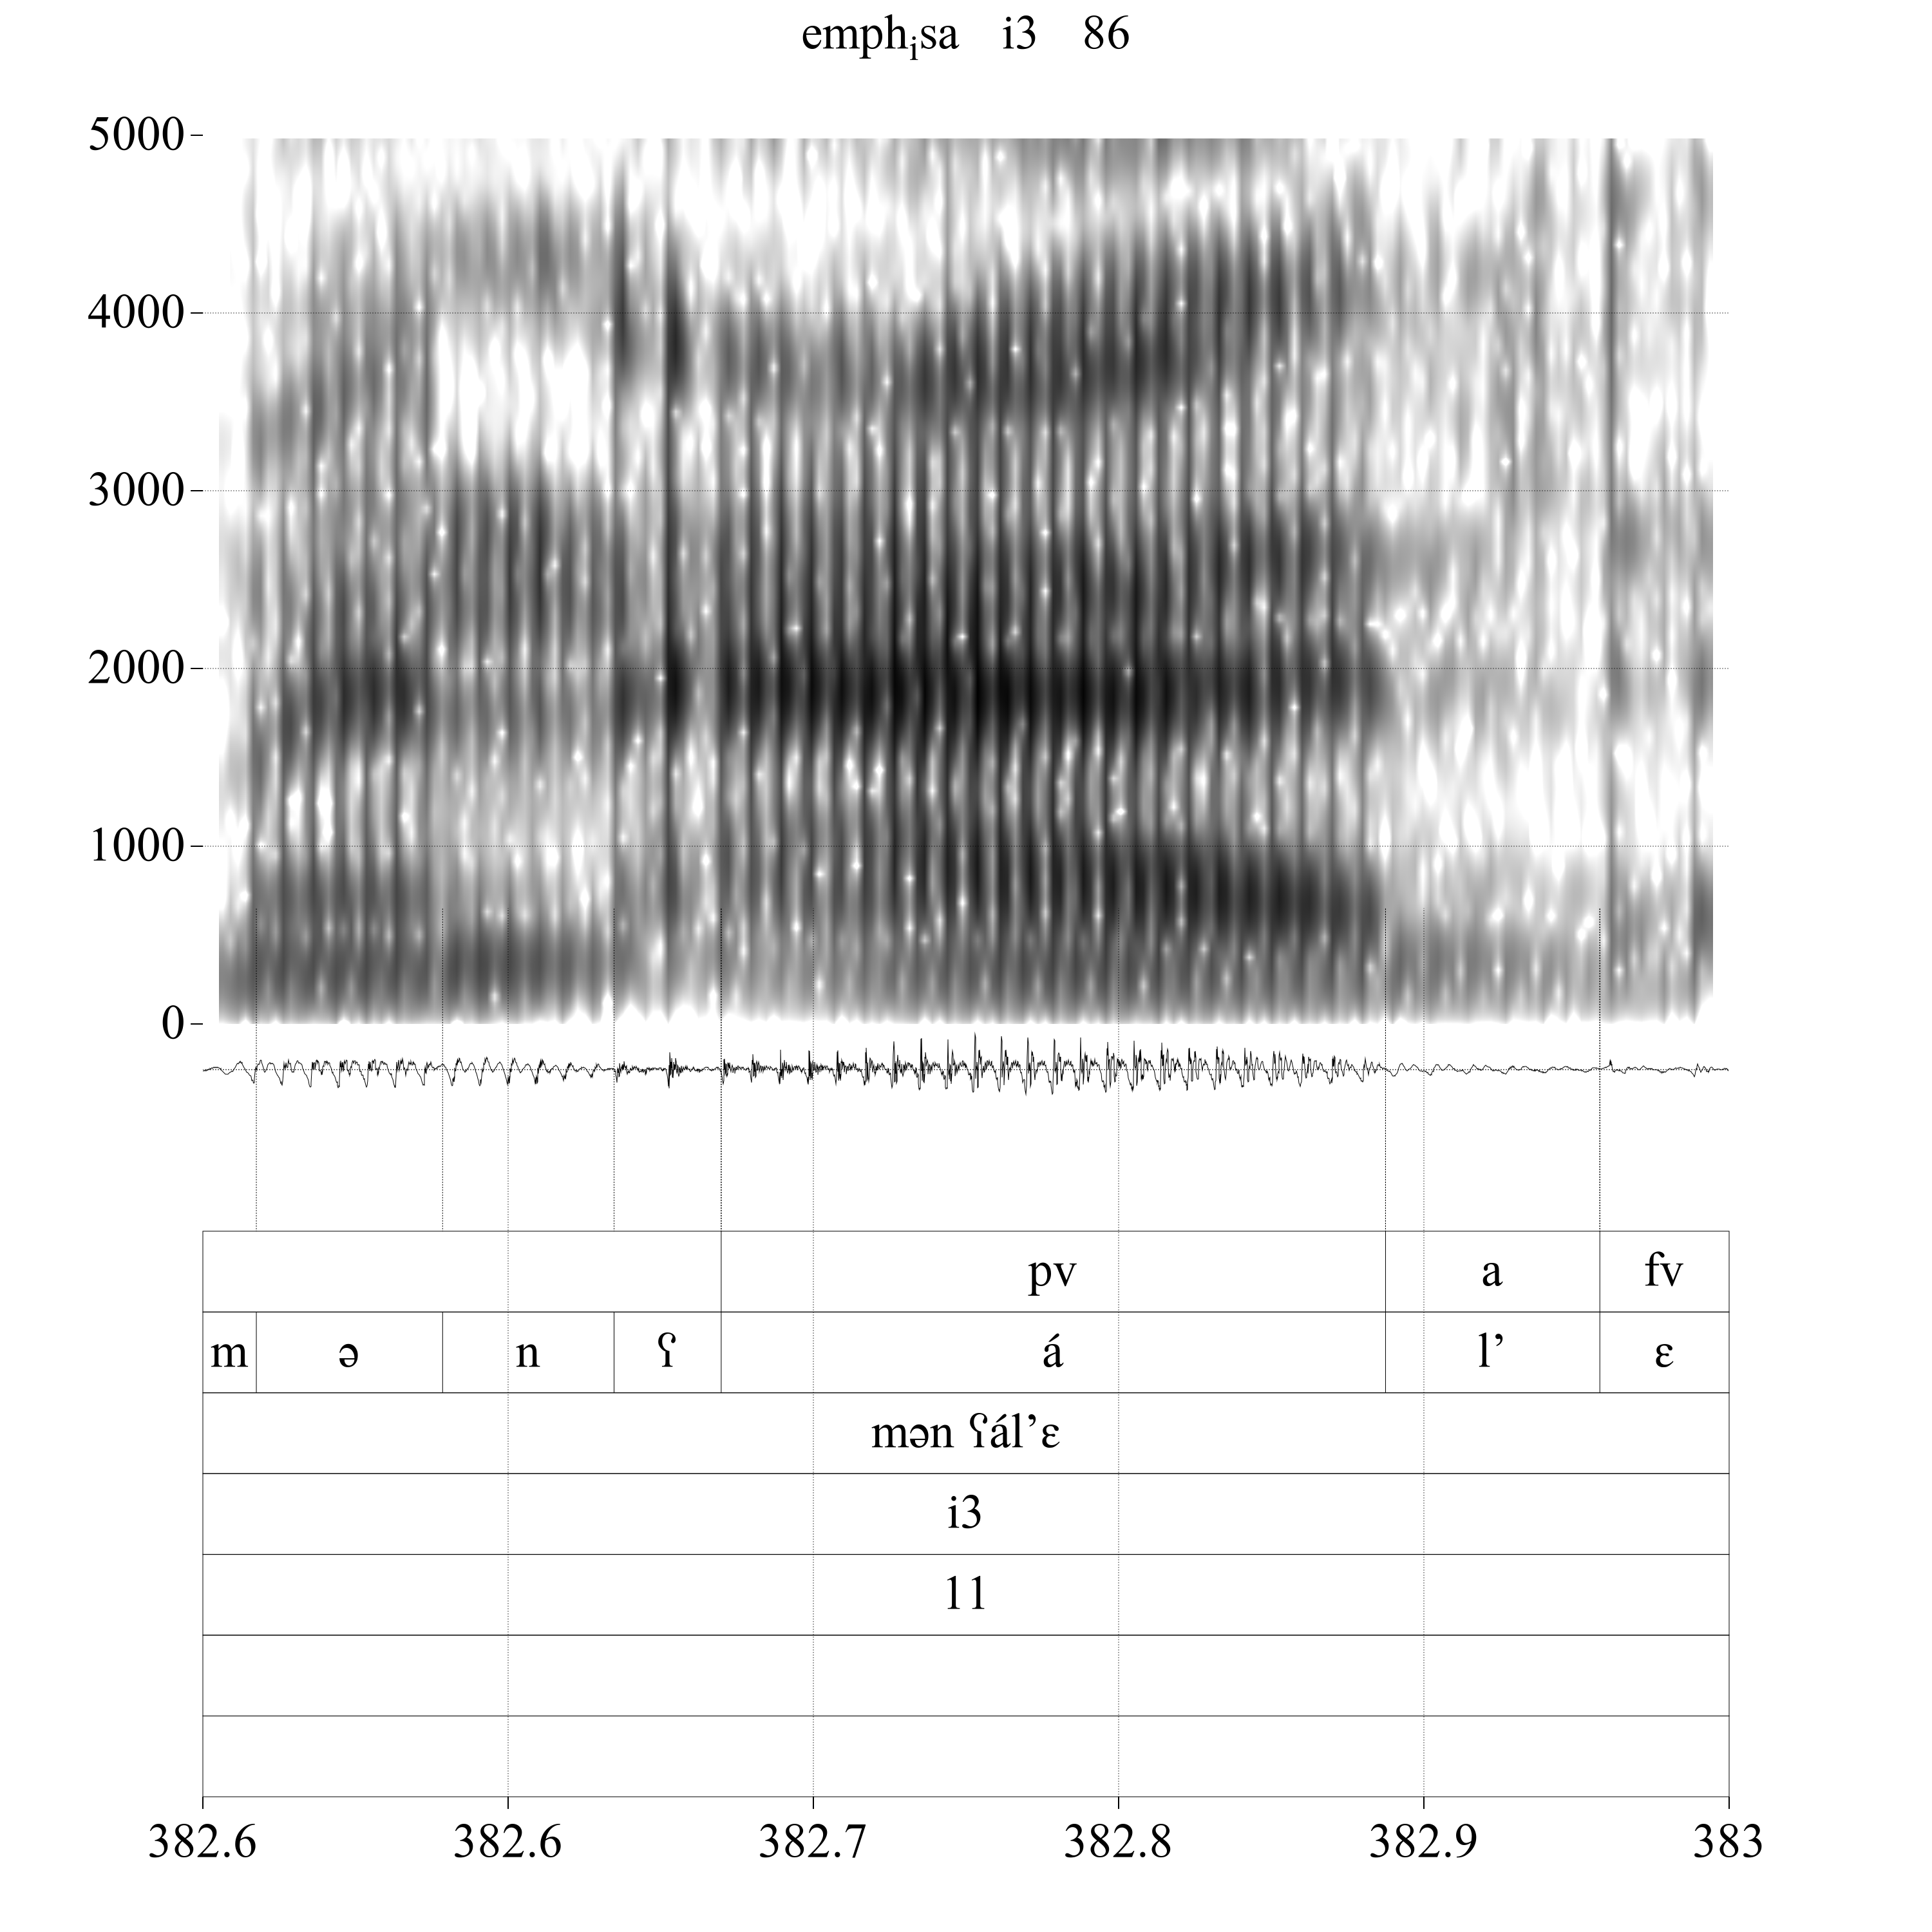 emphᵢsa i3 86
5000
4000
3000
2000
1000
0
pv a fv
m ə n ʕ á l’ ɛ
mən ʕál’ɛ
i3
11
382.6 382.6 382.7 382.8 382.9 383